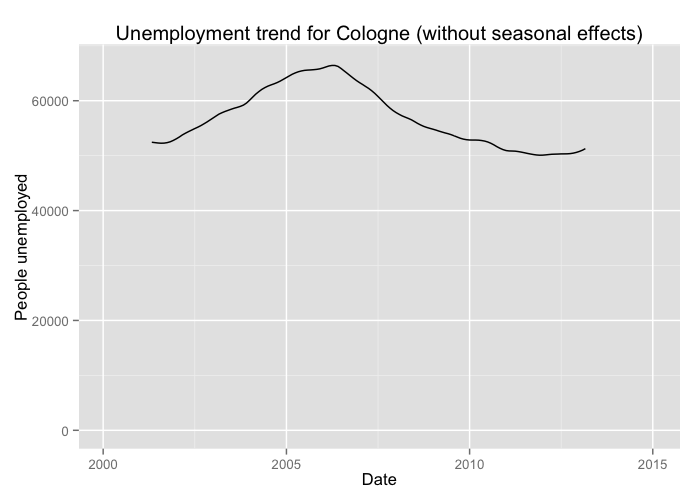 Unemployment trend for Cologne (without seasonal effects)
People unemployed
60000
40000
20000
0
2000
2005
2010
2015
Date